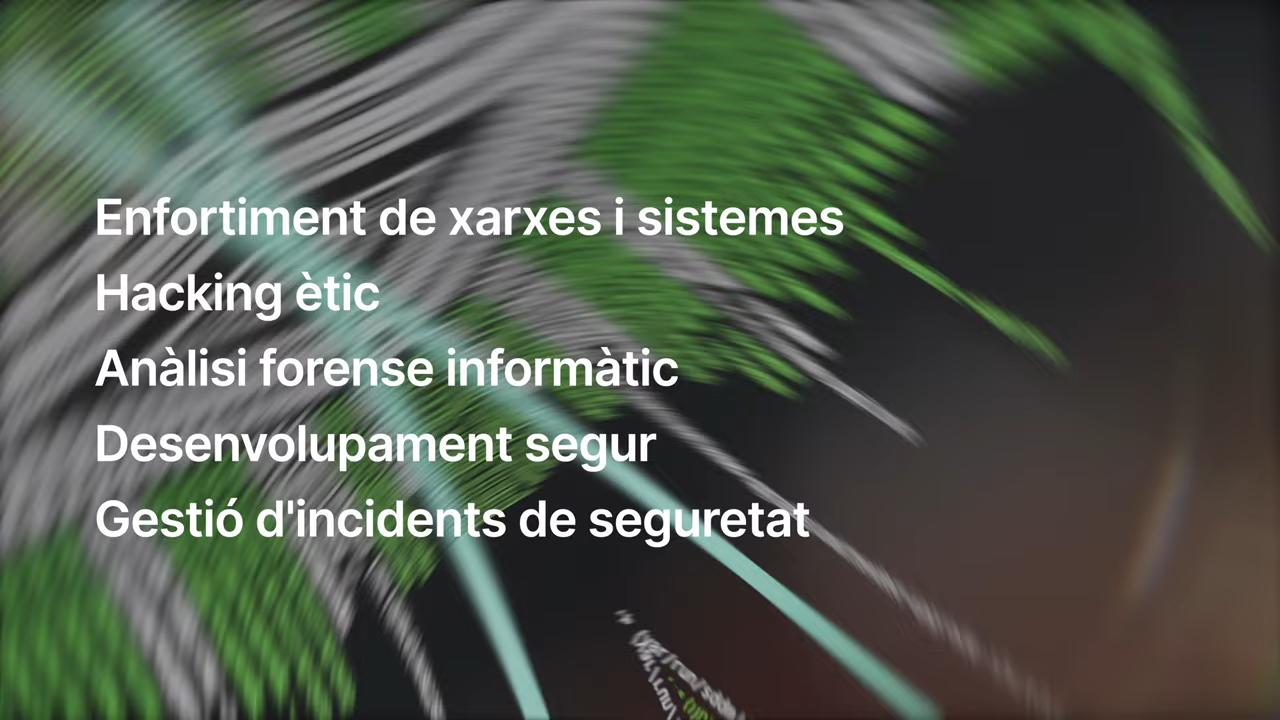 Enfortiment de xarxes i sistemes
Hacking ètic
Anàlisi forense informàtic
Desenvolupament segur
Gestió d'incidents de seguretat